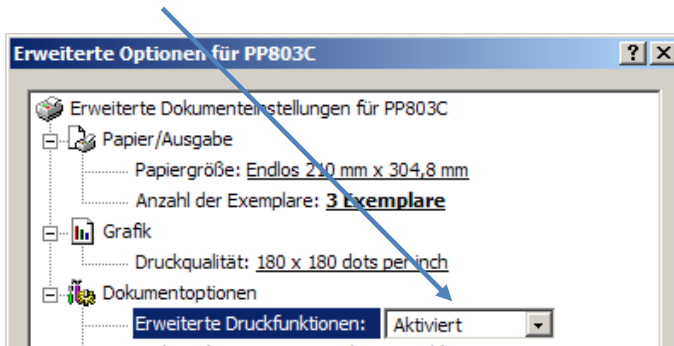 Erweiterte Optionen für PP803C
Erweiterte Dokumenteinstellungen für PP803C
Papier/Ausgabe
Papiergröße: Endlos 210 mm x 304,8 mm
Anzahl der Exemplare: 3 Exemplare
Grafik
Druckqualität: 180 x 180 dots per inch
Dokumentoptionen
Erweiterte Druckfunktionen: Aktiviert